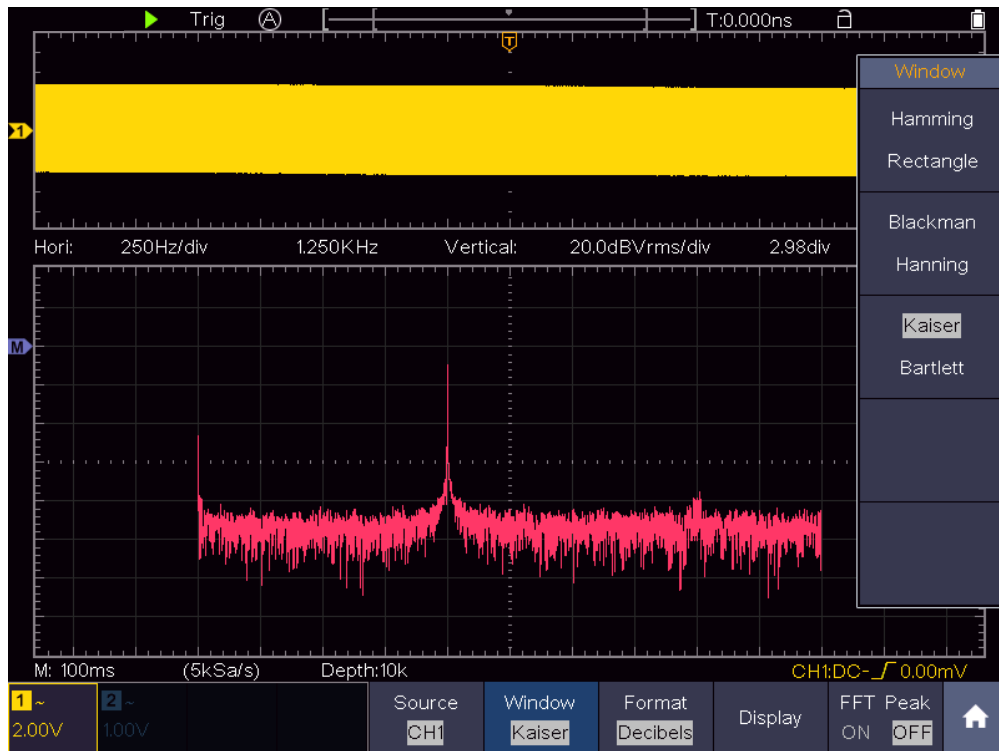 Trig A T:0.000ns
T
Window
Hamming
Rectangle
1
Blackman
Hanning
Hori: 250Hz/div 1.250KHz Vertical: 20.0dBVrms/div 2.98div
Kaiser
Bartlett
M
M: 100ms (5kSa/s) Depth:10k CH1:DC- 0.00mV
1 ~ 2 ~ Source Window Format Display FFT Peak
2.00V 1.00V CH1 Kaiser Decibels ON OFF